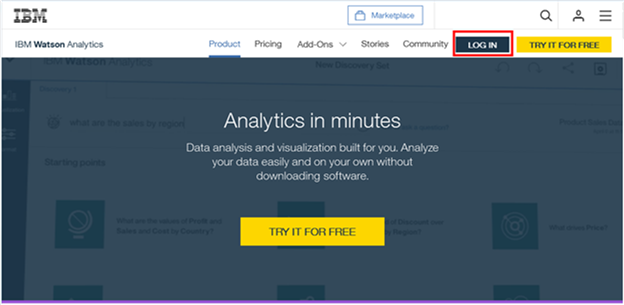 IBM
Marketplace
IBM Watson Analytics
Product
Pricing
Add-Ons
Stories
Community
LOG IN
TRY IT FOR FREE
IBM Watson Analytics
New Discovery Set
Discovery 1
what are the sales by region
Analytics in minutes
Data analysis and visualization built for you. Analyze
your data easily and on your own without
downloading software.
Starting points
What are the values of Profit and
Sales and Cost by Country?
TRY IT FOR FREE